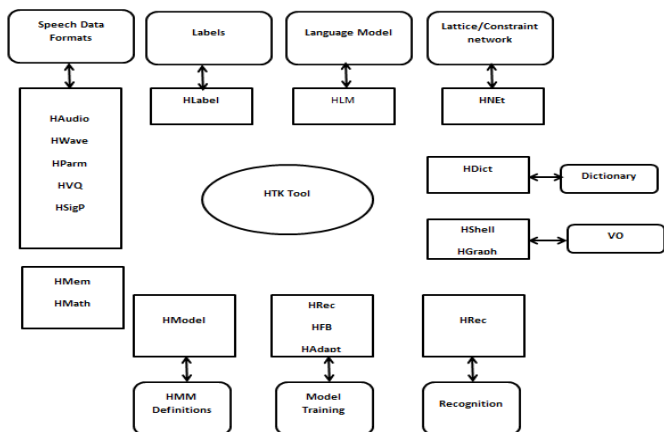 Speech Data
Formats
Labels
Language Model
Lattice/Constraint
network
HAudio
HWave
HParm
HVQ
HSigP
HLabel
HLM
HNEt
HTK Tool
HDict
Dictionary
HShell
HGraph
VO
HMem
HMath
HModel
HRec
HFB
HAdapt
HRec
HMM
Definitions
Model
Training
Recognition